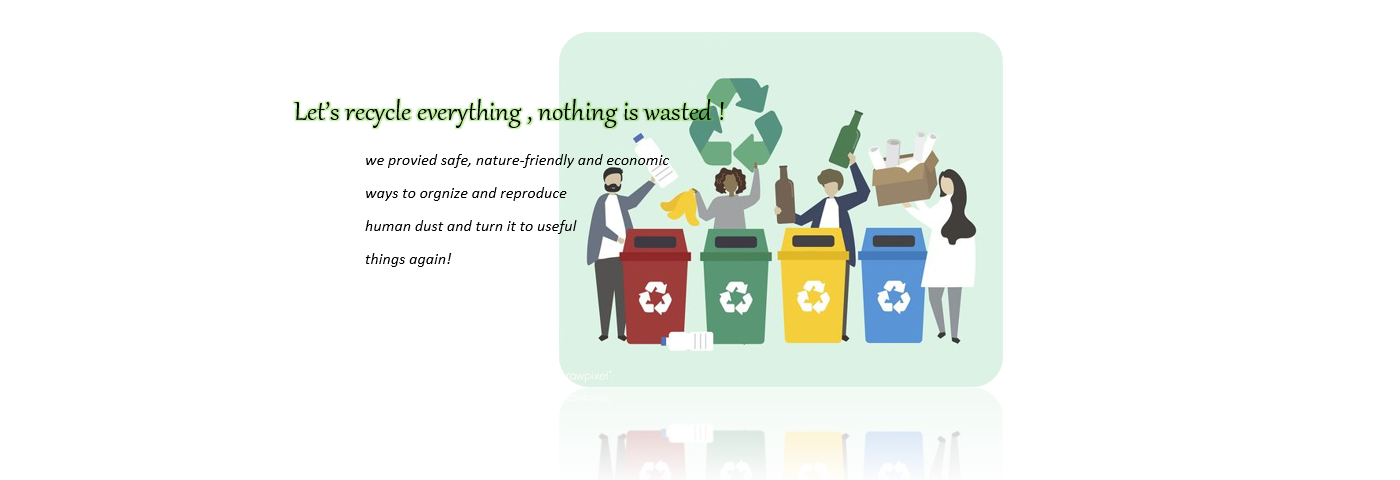 Let's recycle everything , nothing is wasted !
we provied safe, nature-friendly and economic
ways to orgnize and reproduce
human dust and turn it to useful
things again!